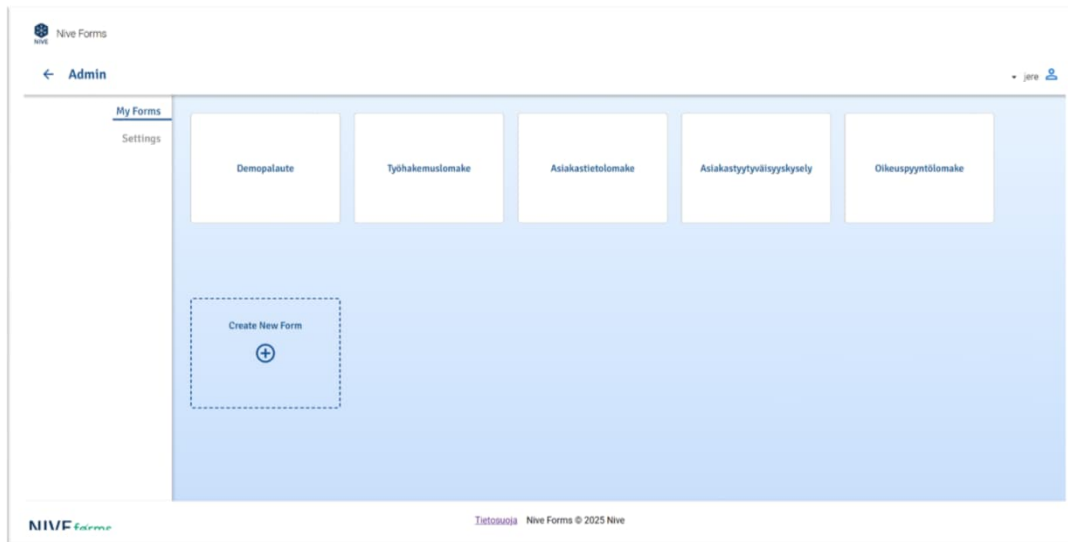 NIVE
Nive Forms
Admin
jere
My Forms
Settings
Demopalaute
Työhakemuslomake
Asiakastietolomake
Asiakastyytyväisyyskysely
Oikeuspyyntölomake
Create New Form
NIVE forms
Tietosuoja Nive Forms © 2025 Nive